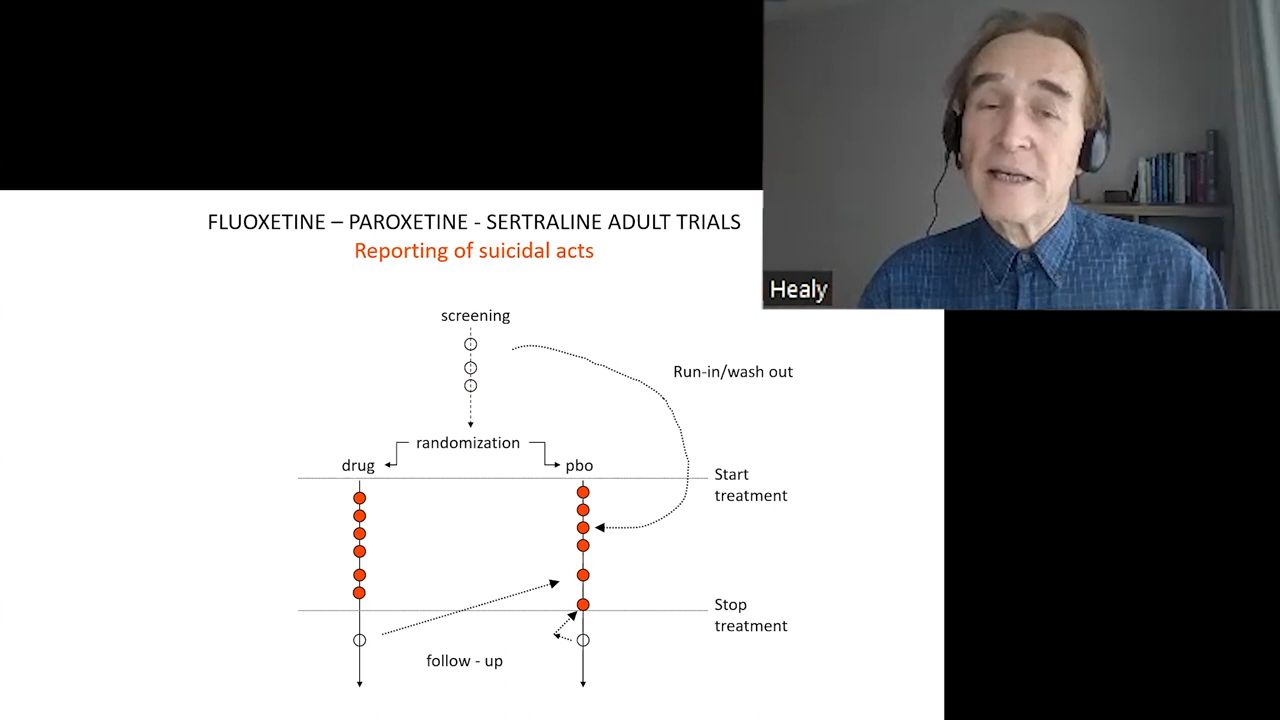 FLUOXETINE – PAROXETINE - SERTRALINE ADULT TRIALS
Reporting of suicidal acts
Healy
screening
Run-in/wash out
randomization
drug
pbo
Start
treatment
Stop
treatment
follow - up